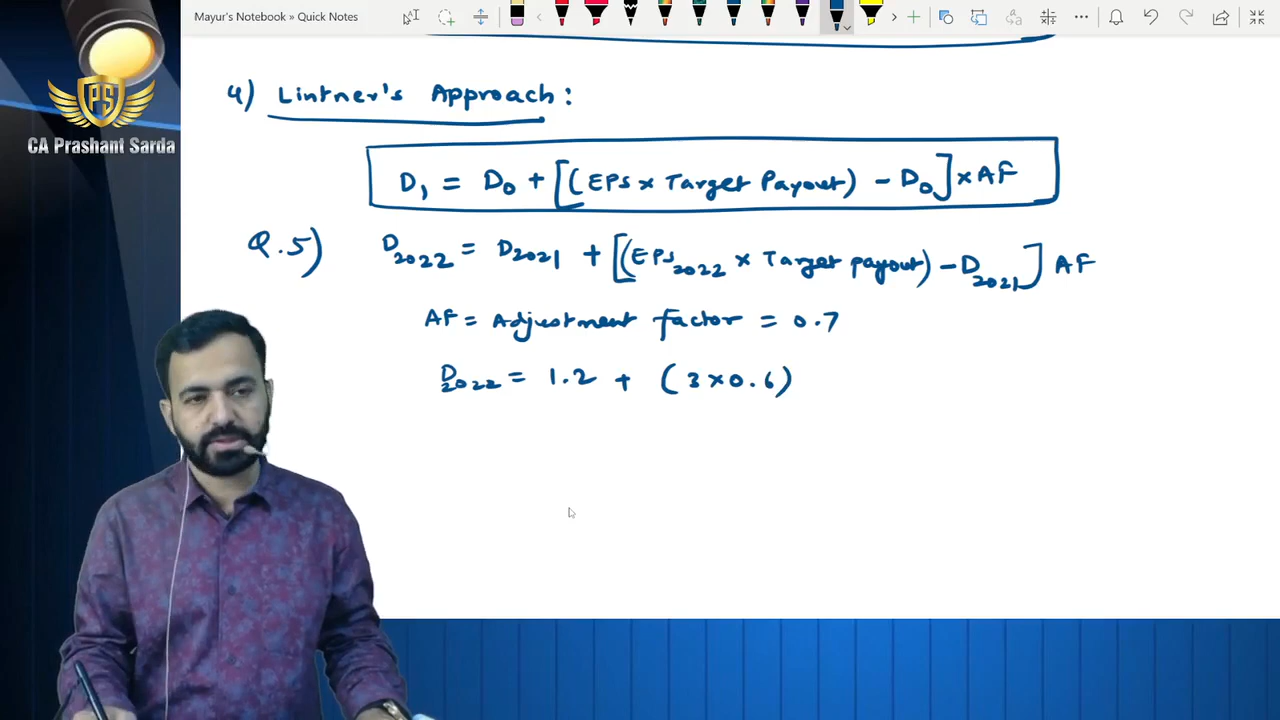 Mayur's Notebook » Quick Notes
PS
CA Prashant Sarda
4) Lintner's Approach:
D₁ = D₀ + [(EPS × Target Payout) - D₀] × AF
Q.5) D₂₀₂₂ = D₂₀₂₁ + [(EPS₂₀₂₂ × Target payout) - D₂₀₂₁] AF
AF = Adjustment factor = 0.7
D₂₀₂₂ = 1.2 + (3×0.6)